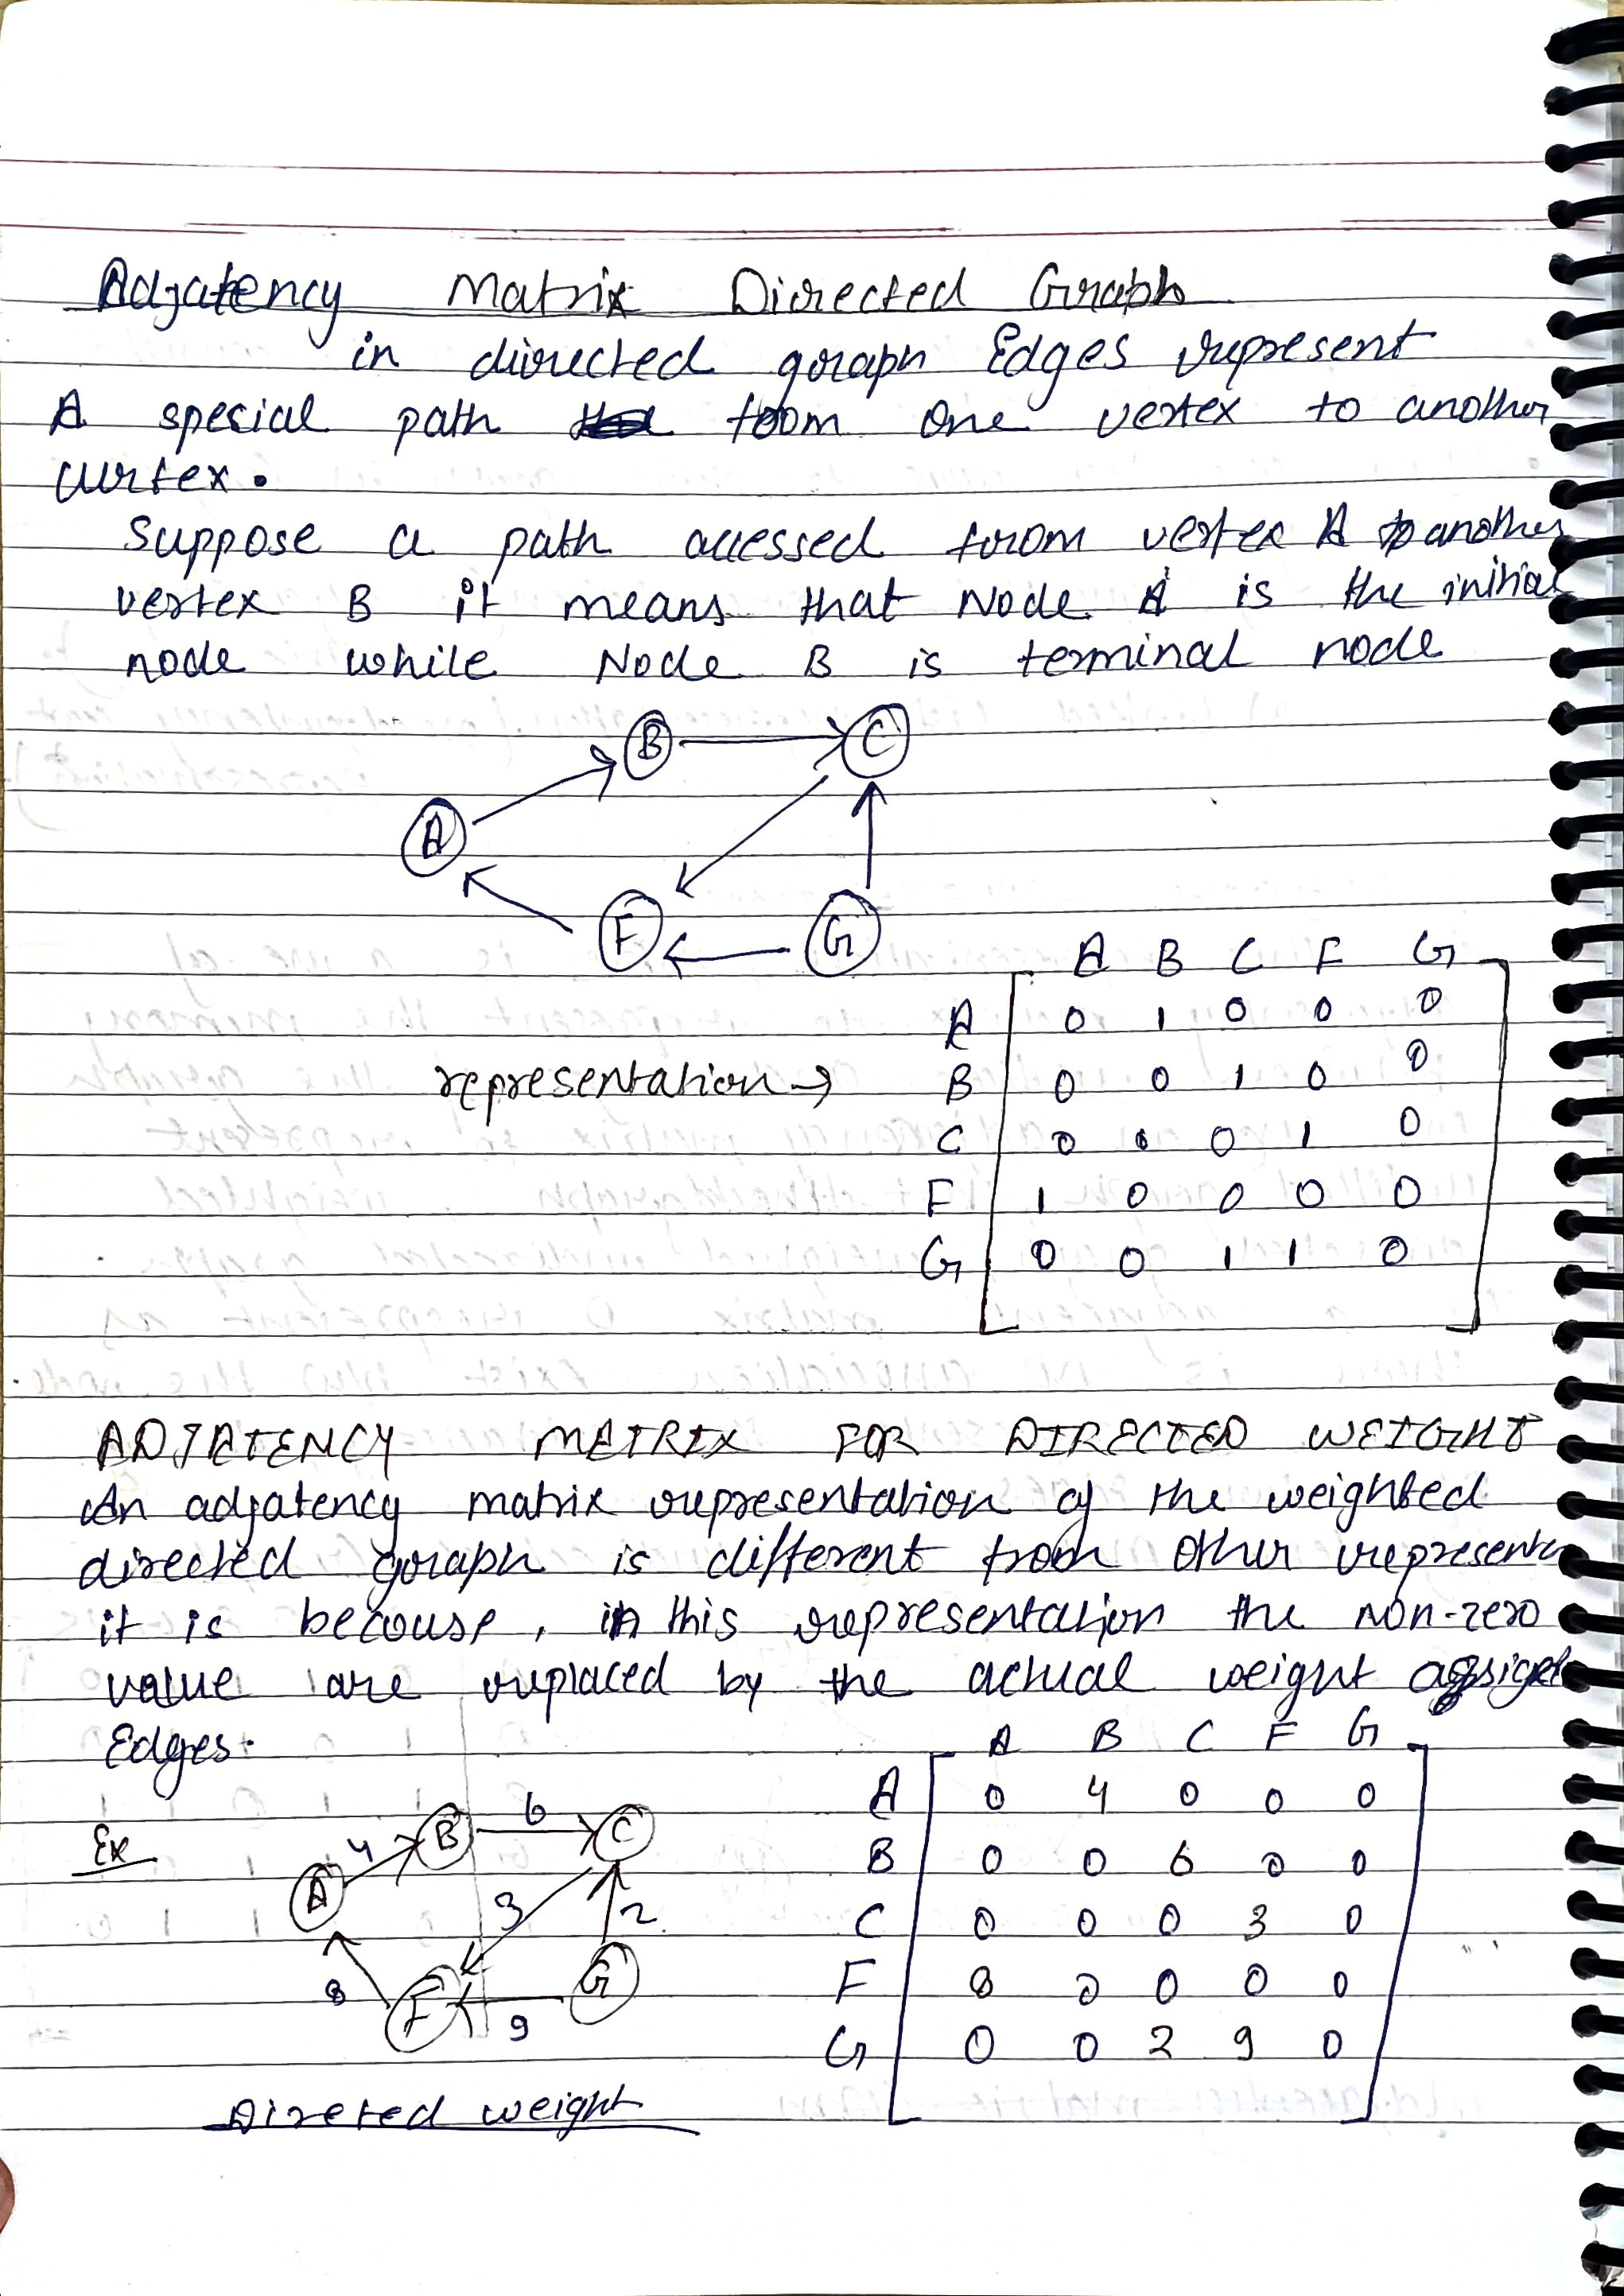 Adjatency Matrix Directed Graph
in directed graph Edges represent
A special path from one vertex to another
vertex.
Suppose a path accessed from vertex A to another
vertex B it means that Node A is the initial
node while Node B is terminal node
B C
A
F G
A B C F G
A 0 1 0 0 0
representation → B 0 0 1 0 0
C 0 0 0 1 0
F 1 0 0 0 0
G 0 0 1 1 0
ADJATENCY MATRIX FOR DIRECTED WEIGHT
An adjatency matrix representation of the weighted
directed graph is different from other represent
it is becouse, in this representation the non-zero
value are replaced by the actual weight
Edges.
A B C F G
A 0 4 0 0 0
B 0 0 6 0 0
C 0 0 0 3 0
F 8 0 0 0 0
G 0 0 2 9 0
Ex
4 B 6 C
A 3 2
8 F 9 G
Direted weight